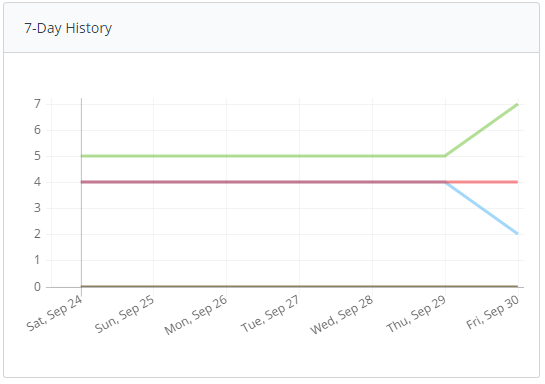 7-Day History
7
6
5
4
3
2
1
0
Sat, Sep 24
Sun, Sep 25
Mon, Sep 26
Tue, Sep 27
Wed, Sep 28
Thu, Sep 29
Fri, Sep 30